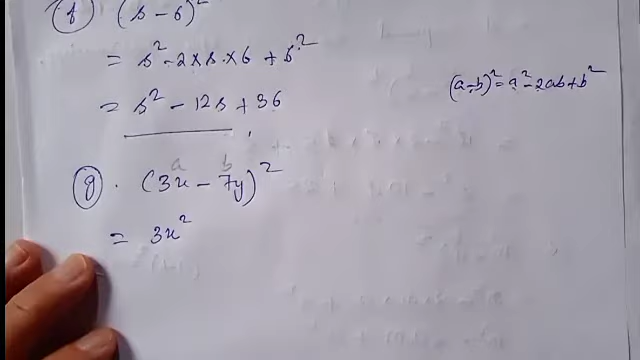 (f) (s - 6)²
= s² - 2 × s × 6 + 6²
(a-b)² = a² - 2ab + b²
= s² - 12s + 36
a b
(g). (3x - 7y)²
= 3x²